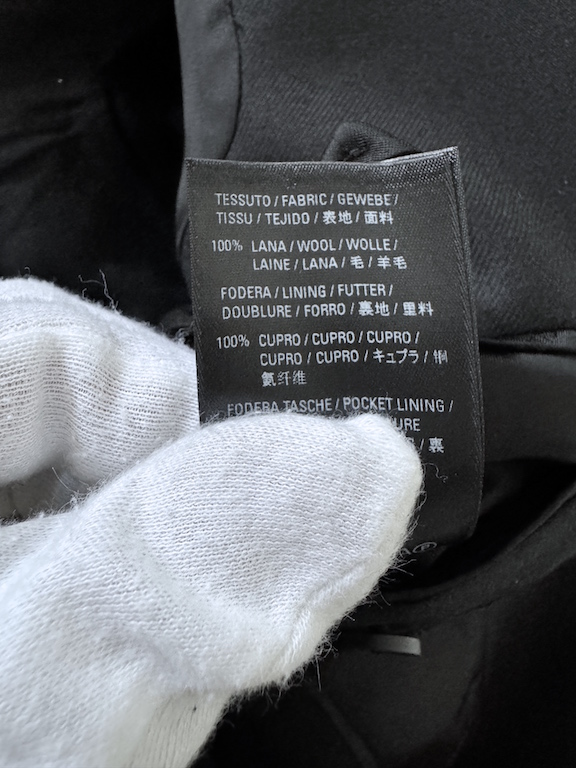 TESSUTO / FABRIC / GEWEBE /
TISSU / TEJIDO / 表地 / 面料
100% LANA / WOOL / WOLLE /
LAINE / LANA / 毛 / 羊毛
FODERA / LINING / FUTTER /
DOUBLURE / FORRO / 裏地 / 里料
100% CUPRO / CUPRO / CUPRO /
CUPRO / CUPRO / キュプラ / 铜
氨纤维
FODERA TASCHE / POCKET LINING /
/ 裏